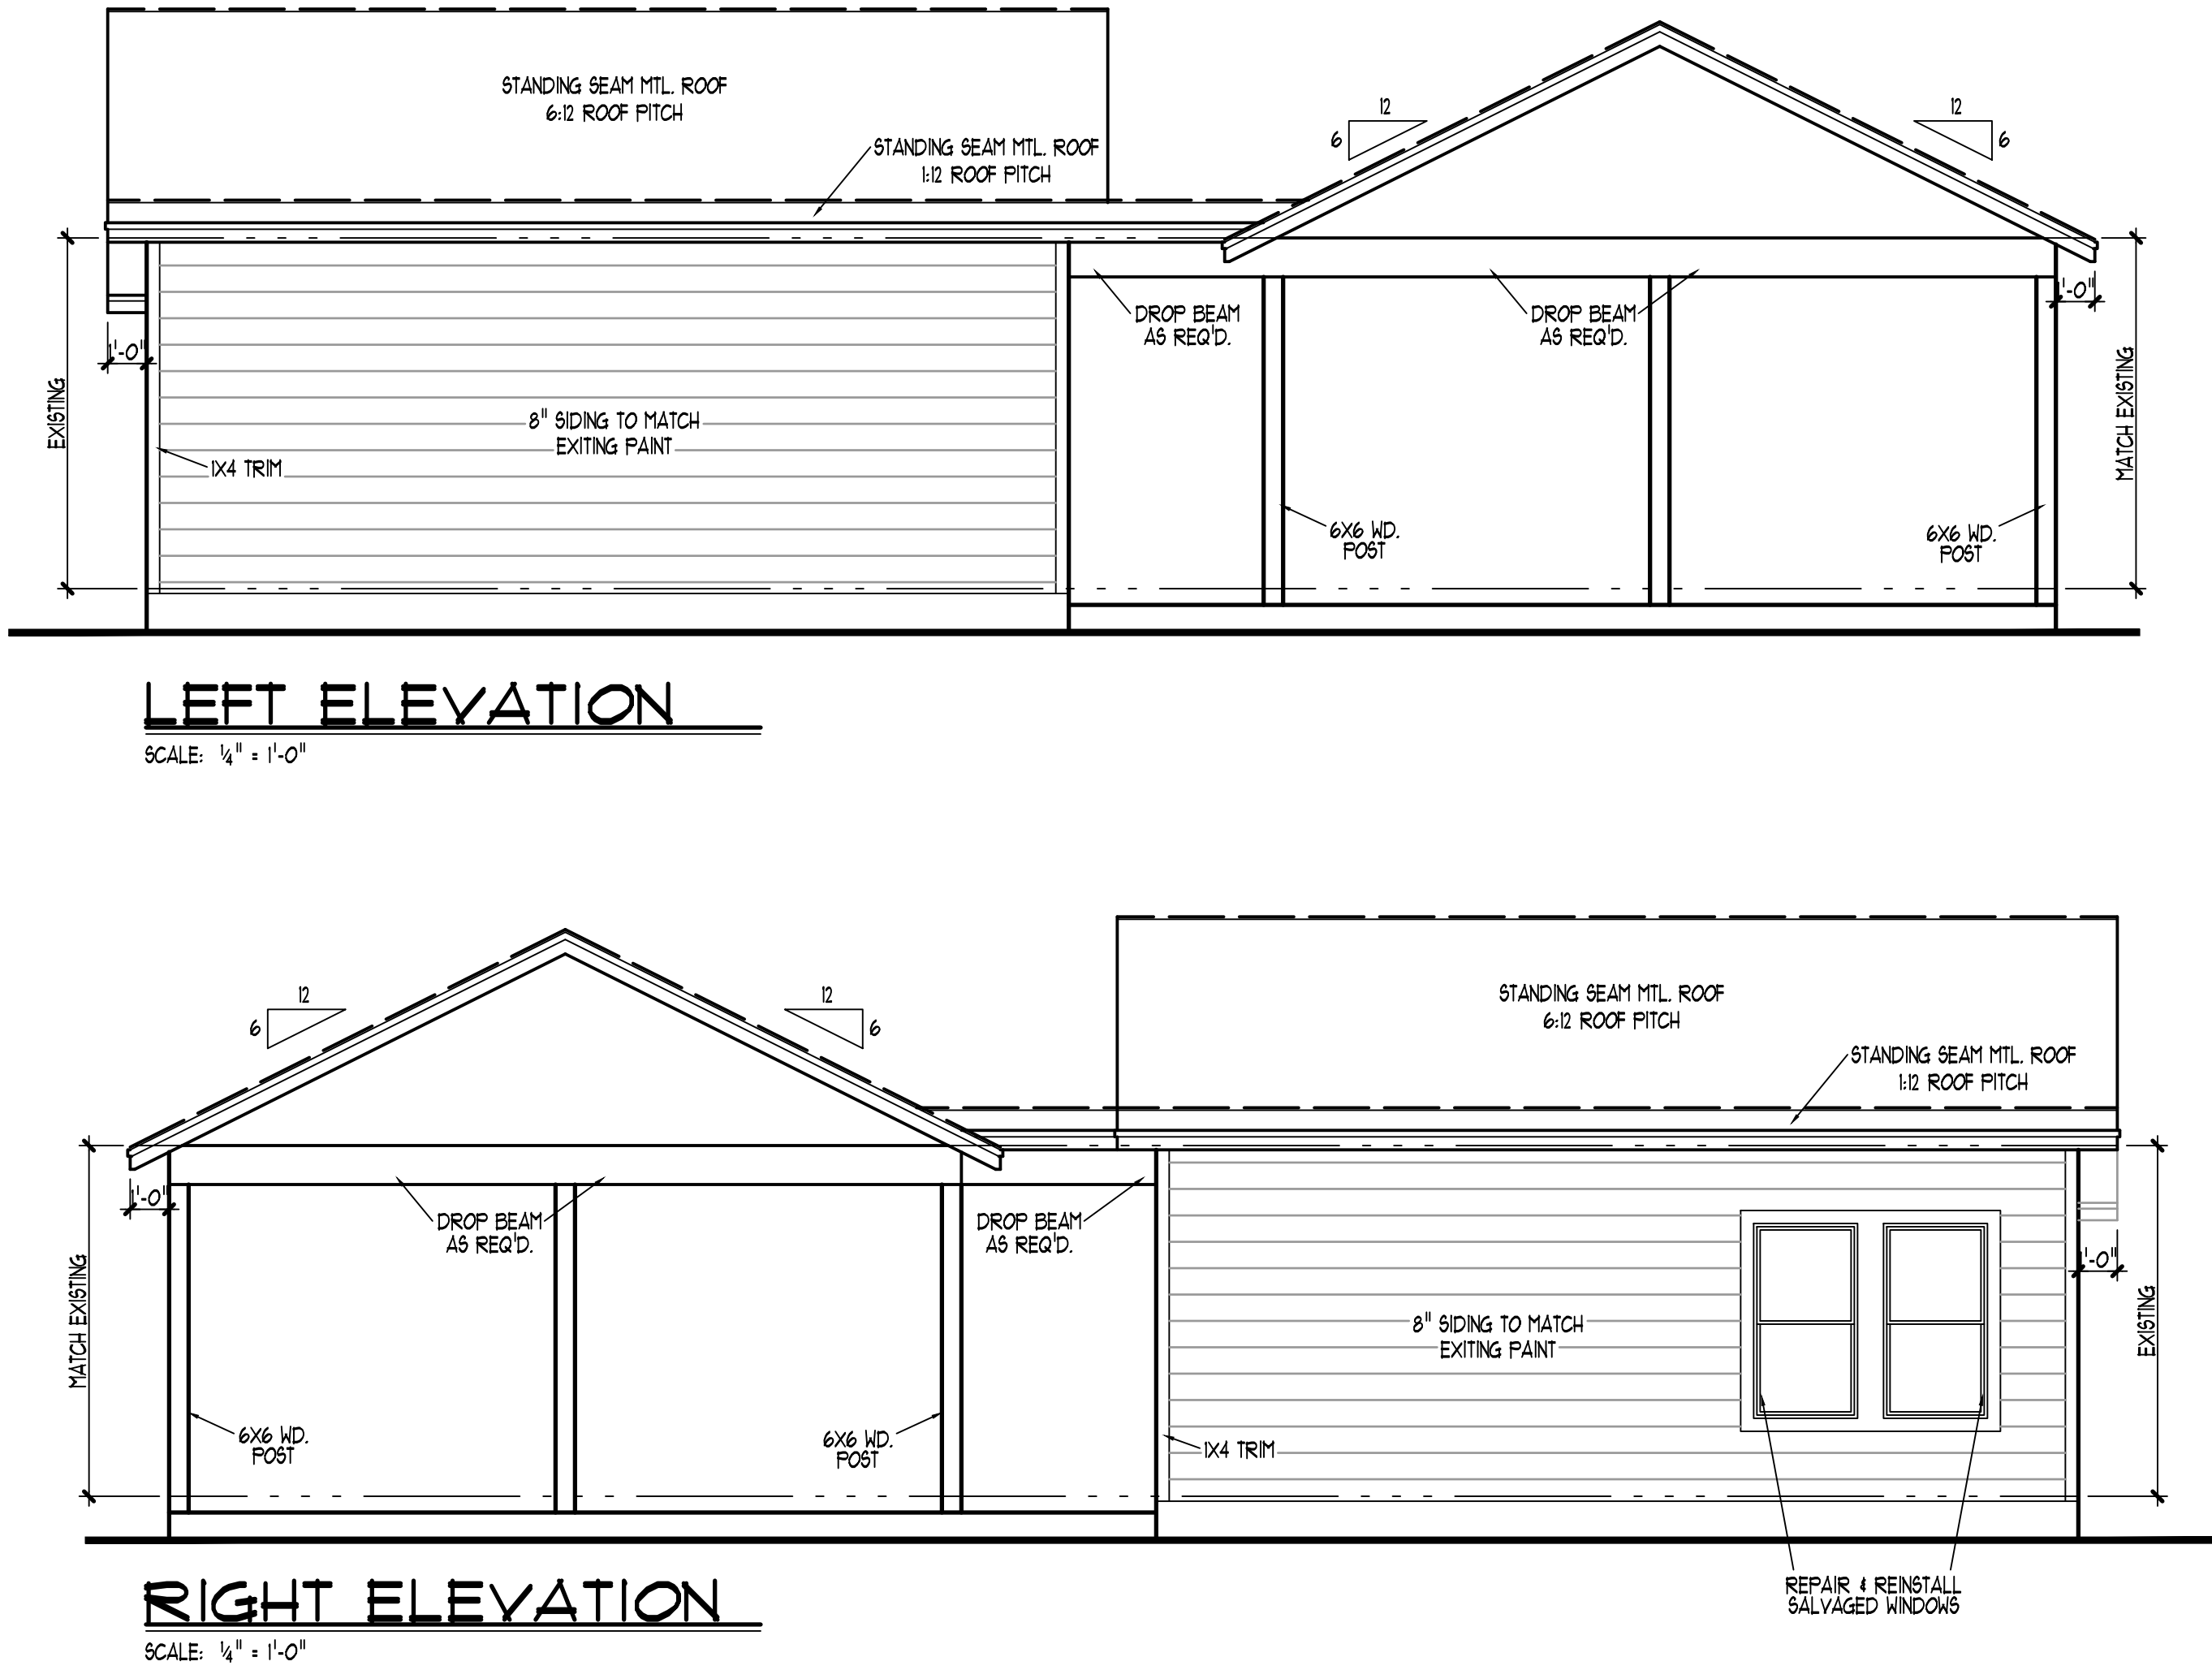 STANDING SEAM MTL. ROOF
6:12 ROOF PITCH
STANDING SEAM MTL. ROOF
1:12 ROOF PITCH
12
6
12
6
DROP BEAM
AS REQ'D.
DROP BEAM
AS REQ'D.
1'-0"
1'-0"
EXISTING
MATCH EXISTING
8" SIDING TO MATCH
EXITING PAINT
1X4 TRIM
6X6 WD.
POST
6X6 WD.
POST
LEFT ELEVATION
SCALE: ¼" = 1'-0"
12
6
12
6
STANDING SEAM MTL. ROOF
6:12 ROOF PITCH
STANDING SEAM MTL. ROOF
1:12 ROOF PITCH
1'-0"
DROP BEAM
AS REQ'D.
DROP BEAM
AS REQ'D.
1'-0"
MATCH EXISTING
EXISTING
8" SIDING TO MATCH
EXITING PAINT
6X6 WD.
POST
6X6 WD.
POST
1X4 TRIM
REPAIR & REINSTALL
SALVAGED WINDOWS
RIGHT ELEVATION
SCALE: ¼" = 1'-0"